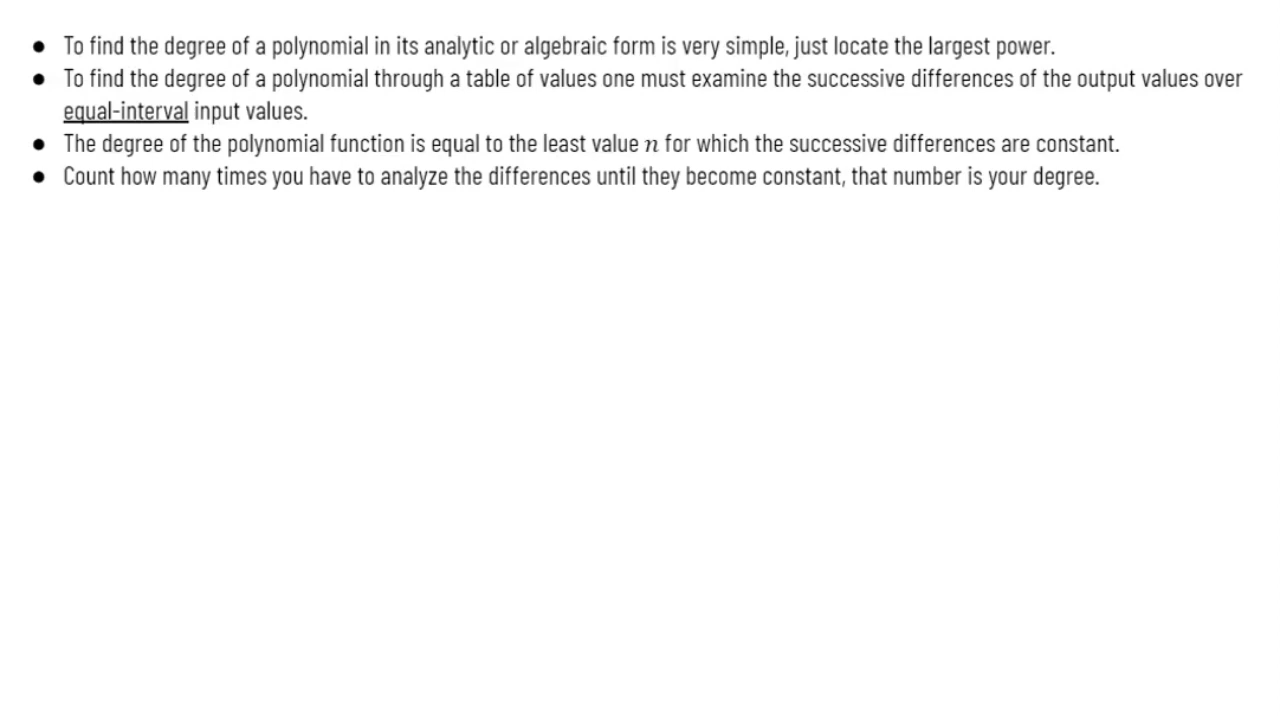 ● To find the degree of a polynomial in its analytic or algebraic form is very simple, just locate the largest power.
● To find the degree of a polynomial through a table of values one must examine the successive differences of the output values over
equal-interval input values.
● The degree of the polynomial function is equal to the least value n for which the successive differences are constant.
● Count how many times you have to analyze the differences until they become constant, that number is your degree.